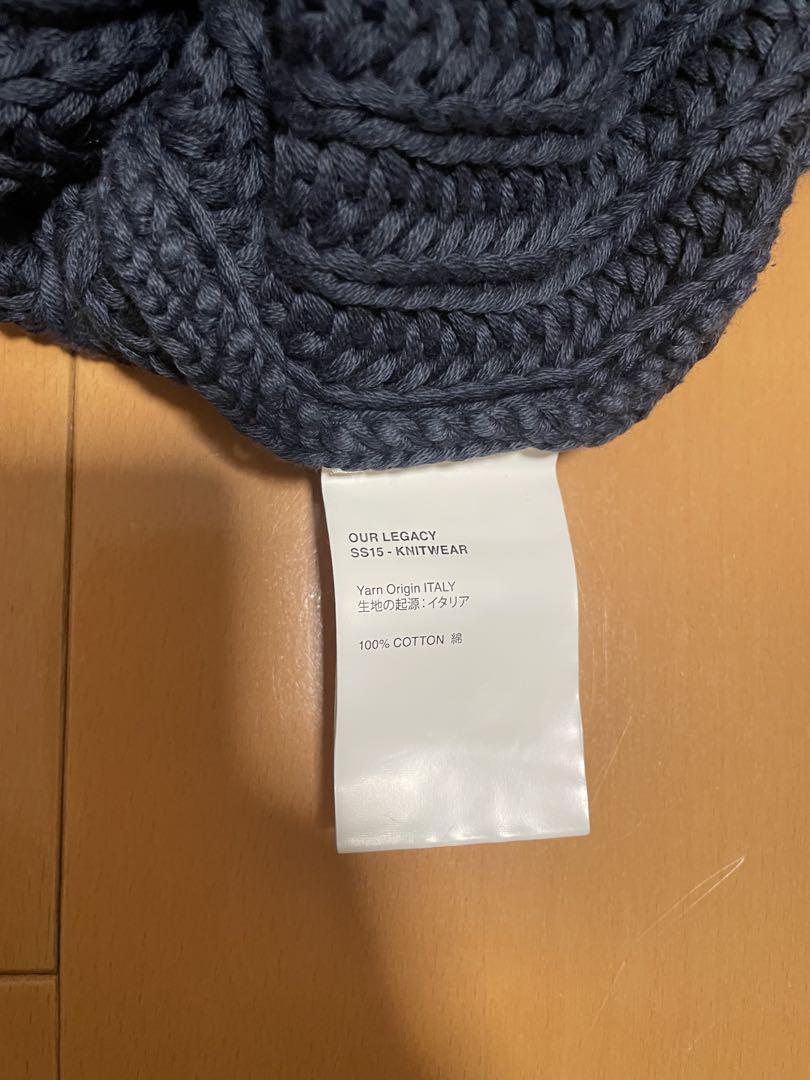 OUR LEGACY
SS15 - KNITWEAR
Yarn Origin ITALY
生地の起源：イタリア
100% COTTON 綿